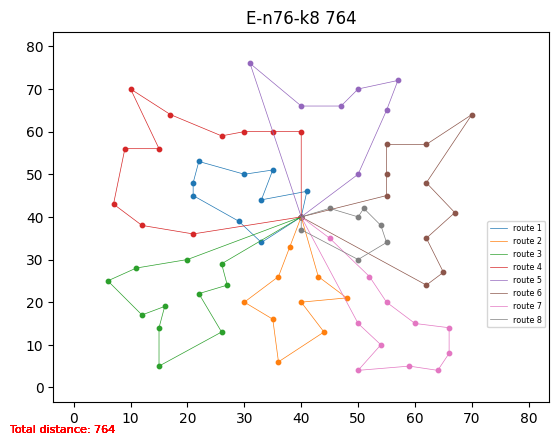 E-n76-k8 764
80
70
60
50
40
30
20
10
0
route 1
route 2
route 3
route 4
route 5
route 6
route 7
route 8
0 10 20 30 40 50 60 70 80
Total distance: 764